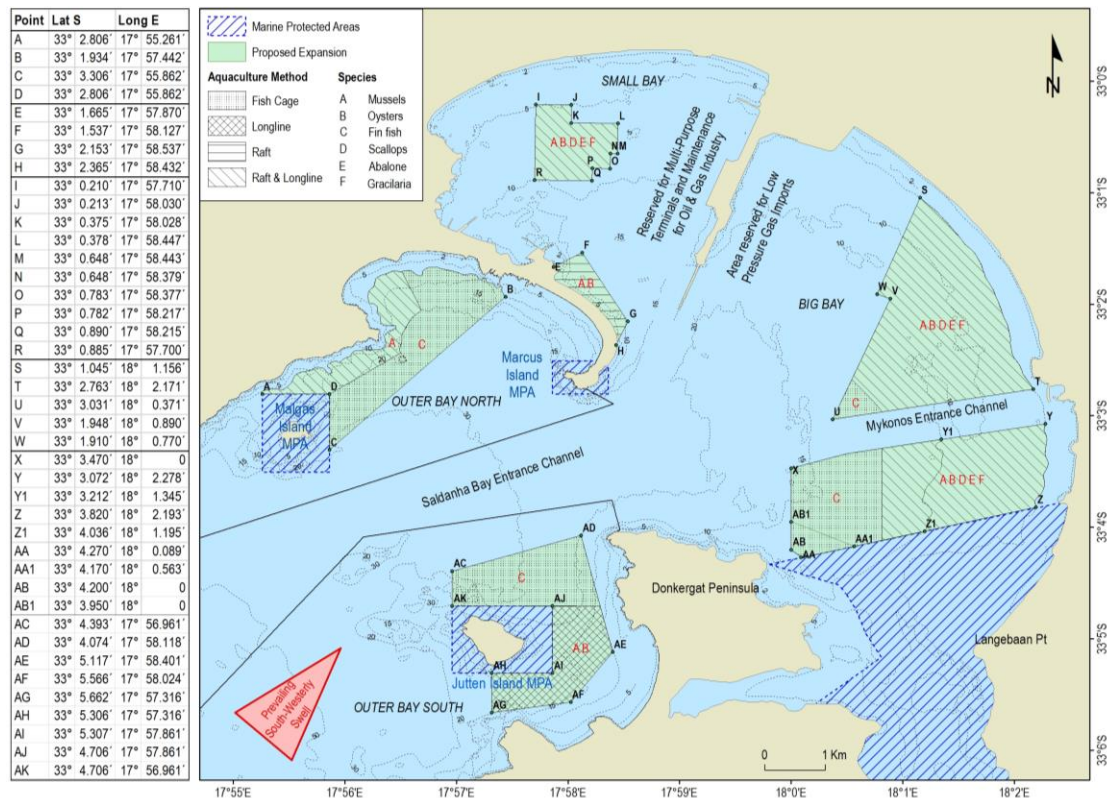 Point Lat S Long E
A 33° 2.806´ 17° 55.261´
B 33° 1.934´ 17° 57.442´
C 33° 3.306´ 17° 55.862´
D 33° 2.806´ 17° 55.862´
E 33° 1.665´ 17° 57.870´
F 33° 1.537´ 17° 58.127´
G 33° 2.153´ 17° 58.537´
H 33° 2.365´ 17° 58.432´
I 33° 0.210´ 17° 57.710´
J 33° 0.213´ 17° 58.030´
K 33° 0.375´ 17° 58.028´
L 33° 0.378´ 17° 58.447´
M 33° 0.648´ 17° 58.443´
N 33° 0.648´ 17° 58.379´
O 33° 0.783´ 17° 58.377´
P 33° 0.782´ 17° 58.217´
Q 33° 0.890´ 17° 58.215´
R 33° 0.885´ 17° 57.700´
S 33° 1.045´ 18° 1.156´
T 33° 2.763´ 18° 2.171´
U 33° 3.031´ 18° 0.371´
V 33° 1.948´ 18° 0.890´
W 33° 1.910´ 18° 0.770´
X 33° 3.470´ 18° 0
Y 33° 3.072´ 18° 2.278´
Y1 33° 3.212´ 18° 1.345´
Z 33° 3.820´ 18° 2.193´
Z1 33° 4.036´ 18° 1.195´
AA 33° 4.270´ 18° 0.089´
AA1 33° 4.170´ 18° 0.563´
AB 33° 4.200´ 18° 0
AB1 33° 3.950´ 18° 0
AC 33° 4.393´ 17° 56.961´
AD 33° 4.074´ 17° 58.118´
AE 33° 5.117´ 17° 58.401´
AF 33° 5.566´ 17° 58.024´
AG 33° 5.662´ 17° 57.316´
AH 33° 5.306´ 17° 57.316´
AI 33° 5.307´ 17° 57.861´
AJ 33° 4.706´ 17° 57.861´
AK 33° 4.706´ 17° 56.961´
Marine Protected Areas
Proposed Expansion
Aquaculture Method Species
Fish Cage A Mussels
Longline B Oysters
C Fin fish
Raft D Scallops
E Abalone
Raft & Longline F Gracilaria
N
SMALL BAY
I J
K L
A B D E F
N M
P O
R Q
Reserved for Multi-Purpose
Terminals and Maintenance
for Oil & Gas Industry
Area reserved for Low
Pressure Gas Imports
S
F
E
A B
B
W V
BIG BAY
G
H
A B D E F
A C
Marcus
Island
MPA
A D
OUTER BAY NORTH
Malgas
Island
MPA
C
T
C
U
Mykonos Entrance Channel
Y
Y1
X
Saldanha Bay Entrance Channel
A B D E F
C
AB1
Z
Z1
AB
AA
AA1
AD
AC
C
AK AJ
Donkergat Peninsula
Langebaan Pt
AE
A B
AH AI
Jutten Island MPA
AG AF
OUTER BAY SOUTH
Prevailing
South-Westerly
Swell
0 1 Km
33°0'S
33°1'S
33°2'S
33°3'S
33°4'S
33°5'S
33°6'S
17°55'E 17°56'E 17°57'E 17°58'E 17°59'E 18°0'E 18°1'E 18°2'E